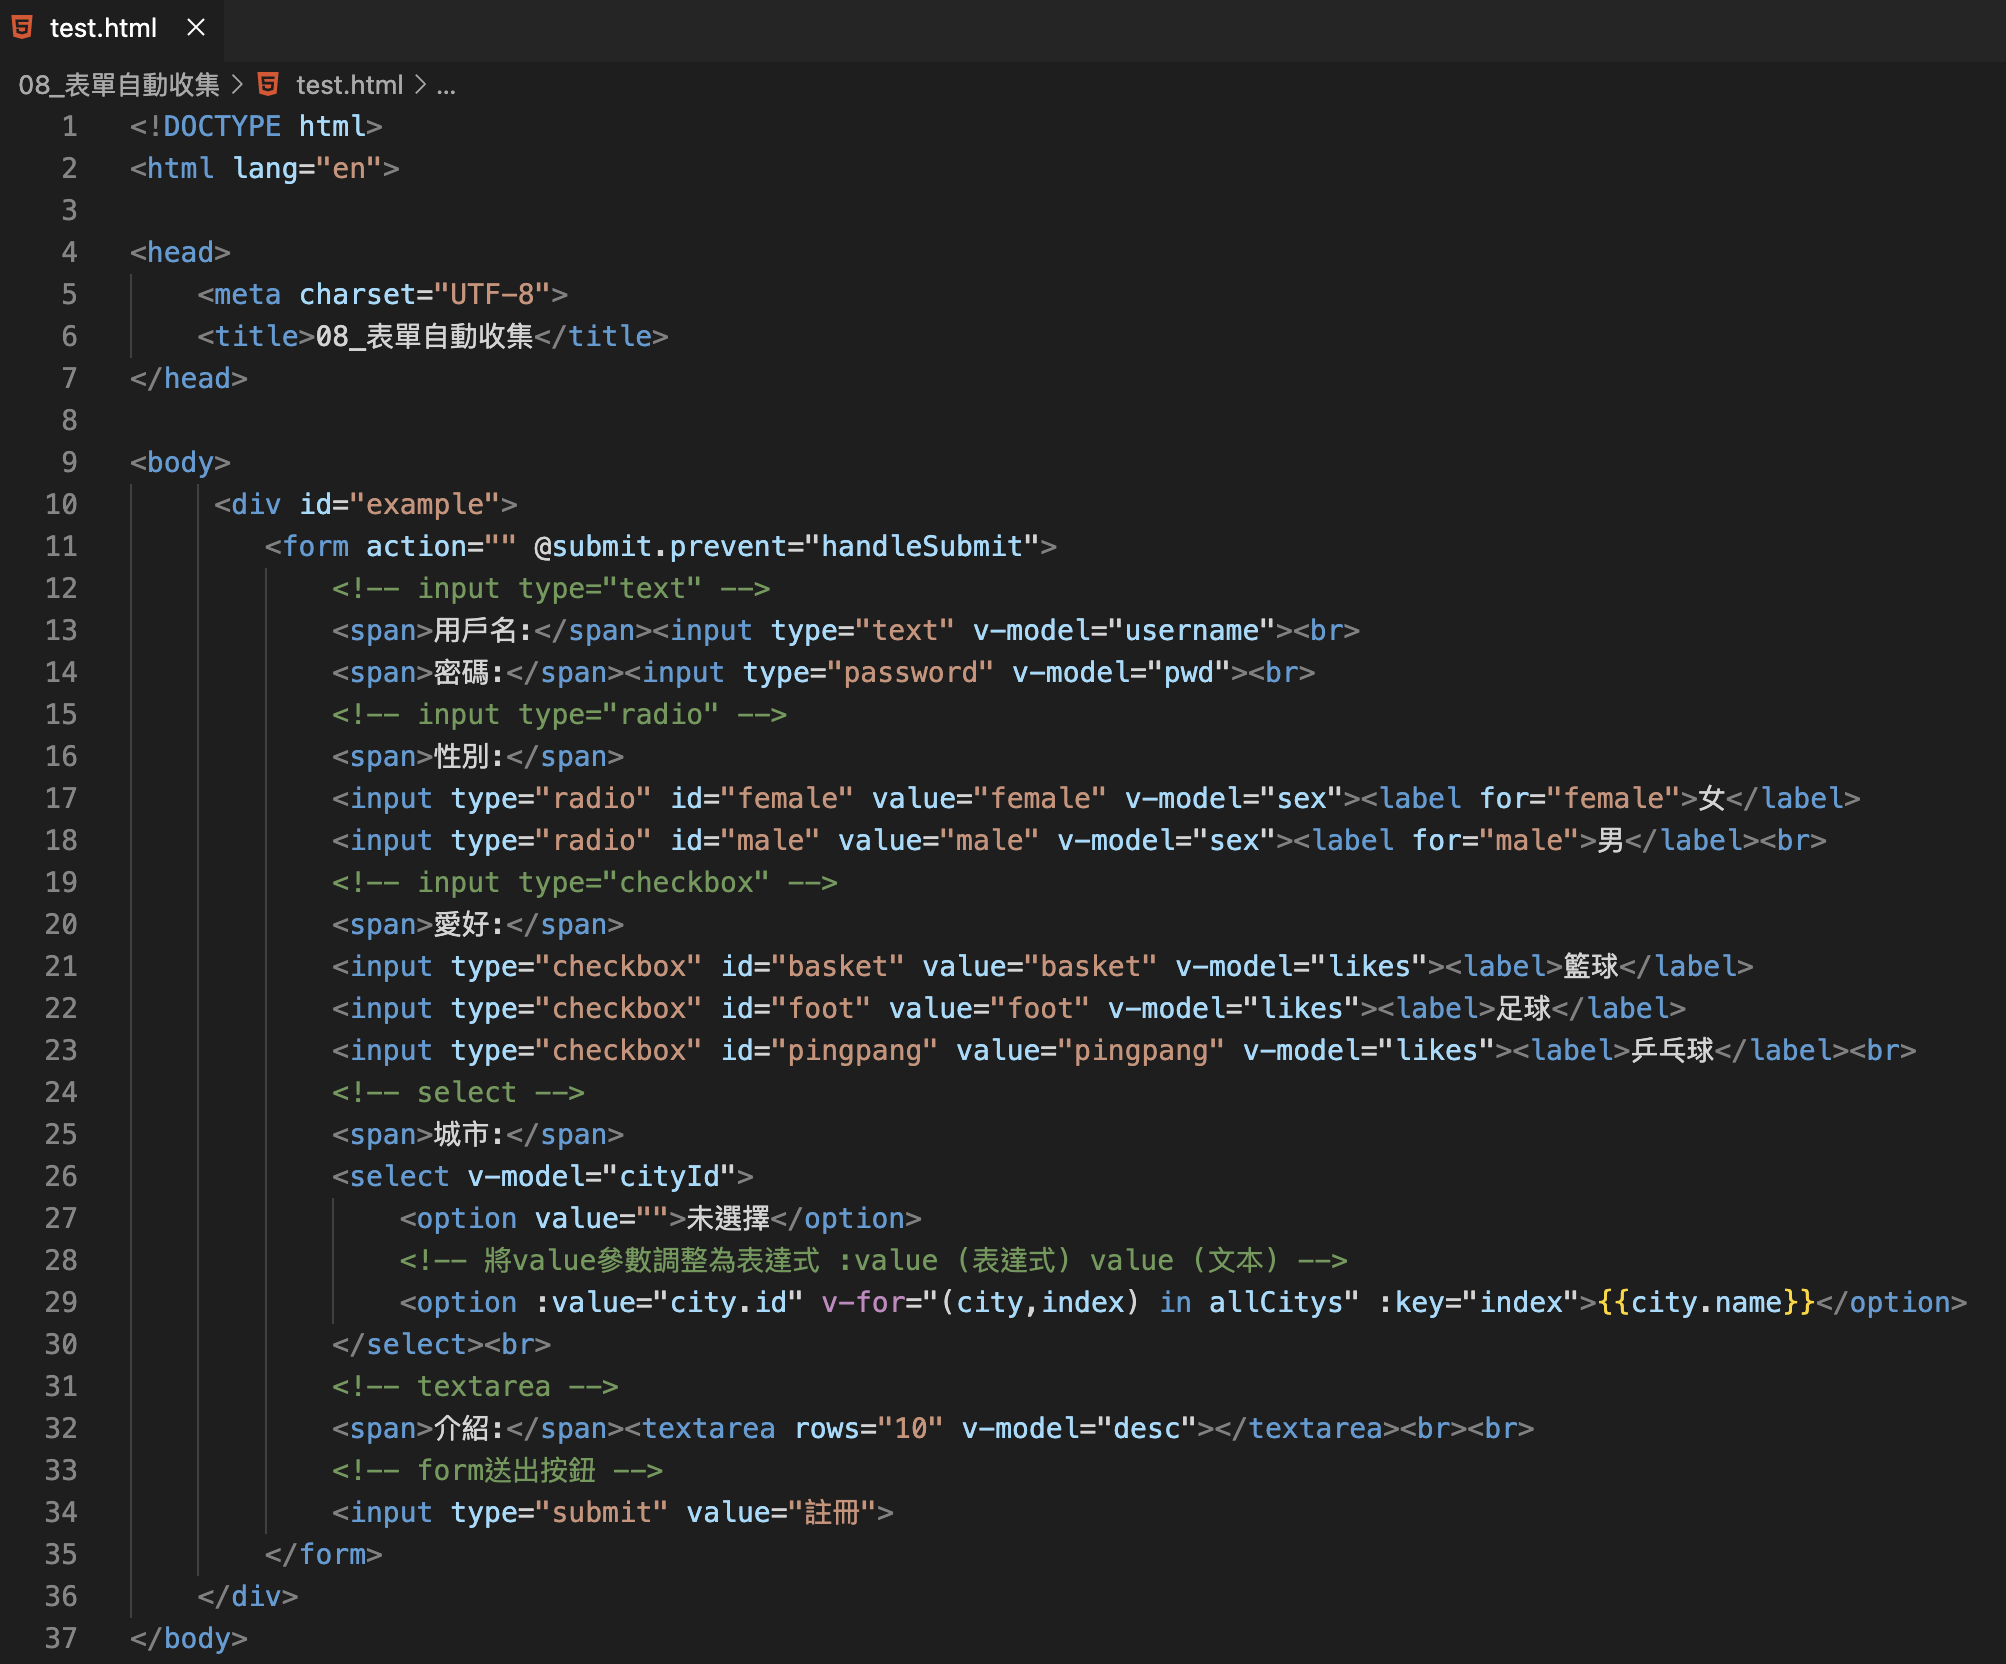 test.html
08_表單自動收集 > test.html > ...
1 <!DOCTYPE html>
2 <html lang="en">
3
4 <head>
5     <meta charset="UTF-8">
6     <title>08_表單自動收集</title>
7 </head>
8
9 <body>
10      <div id="example">
11         <form action="" @submit.prevent="handleSubmit">
12             <!-- input type="text" -->
13             <span>用戶名:</span><input type="text" v-model="username"><br>
14             <span>密碼:</span><input type="password" v-model="pwd"><br>
15             <!-- input type="radio" -->
16             <span>性別:</span>
17             <input type="radio" id="female" value="female" v-model="sex"><label for="female">女</label>
18             <input type="radio" id="male" value="male" v-model="sex"><label for="male">男</label><br>
19             <!-- input type="checkbox" -->
20             <span>愛好:</span>
21             <input type="checkbox" id="basket" value="basket" v-model="likes"><label>籃球</label>
22             <input type="checkbox" id="foot" value="foot" v-model="likes"><label>足球</label>
23             <input type="checkbox" id="pingpang" value="pingpang" v-model="likes"><label>乒乓球</label><br>
24             <!-- select -->
25             <span>城市:</span>
26             <select v-model="cityId">
27                 <option value="">未選擇</option>
28                 <!-- 將value參數調整為表達式 :value (表達式) value (文本) -->
29                 <option :value="city.id" v-for="(city,index) in allCitys" :key="index">{{city.name}}</option>
30             </select><br>
31             <!-- textarea -->
32             <span>介紹:</span><textarea rows="10" v-model="desc"></textarea><br><br>
33             <!-- form送出按鈕 -->
34             <input type="submit" value="註冊">
35         </form>
36     </div>
37 </body>